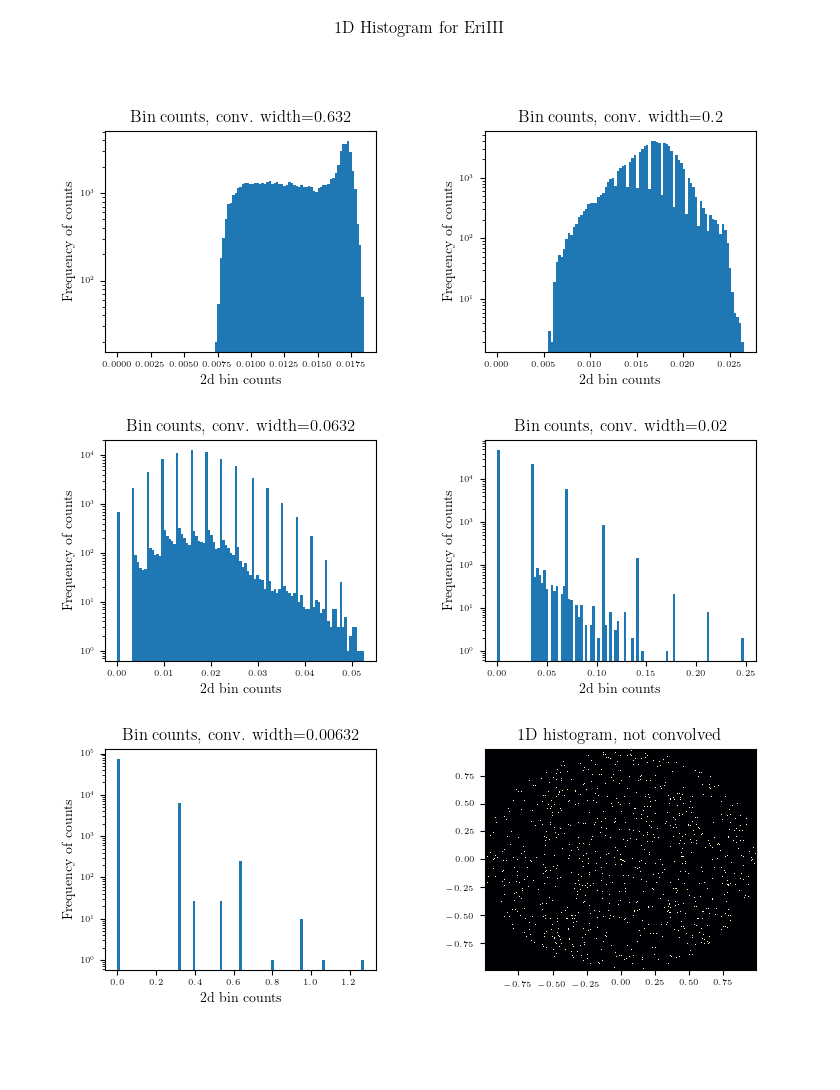 1D Histogram for EriIII
Bin counts, conv. width=0.632
Frequency of counts
10³
10²
0.0000 0.0025 0.0050 0.0075 0.0100 0.0125 0.0150 0.0175
2d bin counts
Bin counts, conv. width=0.2
Frequency of counts
10³
10²
10¹
0.000 0.005 0.010 0.015 0.020 0.025
2d bin counts
Bin counts, conv. width=0.0632
Frequency of counts
10⁴
10³
10²
10¹
10⁰
0.00 0.01 0.02 0.03 0.04 0.05
2d bin counts
Bin counts, conv. width=0.02
Frequency of counts
10⁴
10³
10²
10¹
10⁰
0.00 0.05 0.10 0.15 0.20 0.25
2d bin counts
Bin counts, conv. width=0.00632
Frequency of counts
10⁵
10⁴
10³
10²
10¹
10⁰
0.0 0.2 0.4 0.6 0.8 1.0 1.2
2d bin counts
1D histogram, not convolved
0.75
0.50
0.25
0.00
−0.25
−0.50
−0.75
−0.75 −0.50 −0.25 0.00 0.25 0.50 0.75